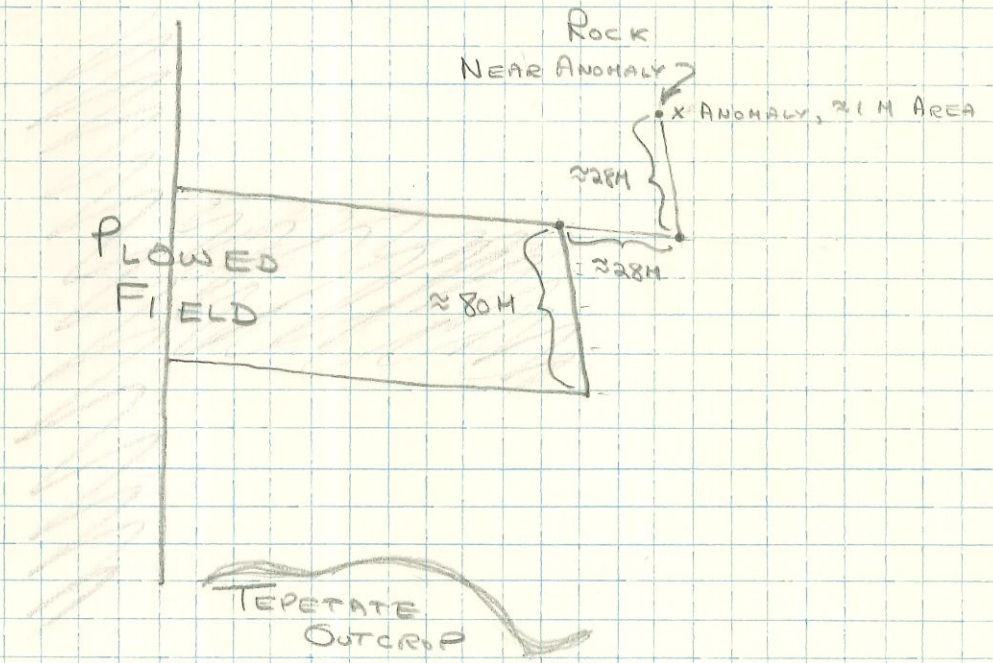 ROCK
NEAR ANOMALY
x ANOMALY, ≈1 M AREA
≈28M
PLOWED
FIELD
≈28M
≈80M
TEPETATE
OUTCROP